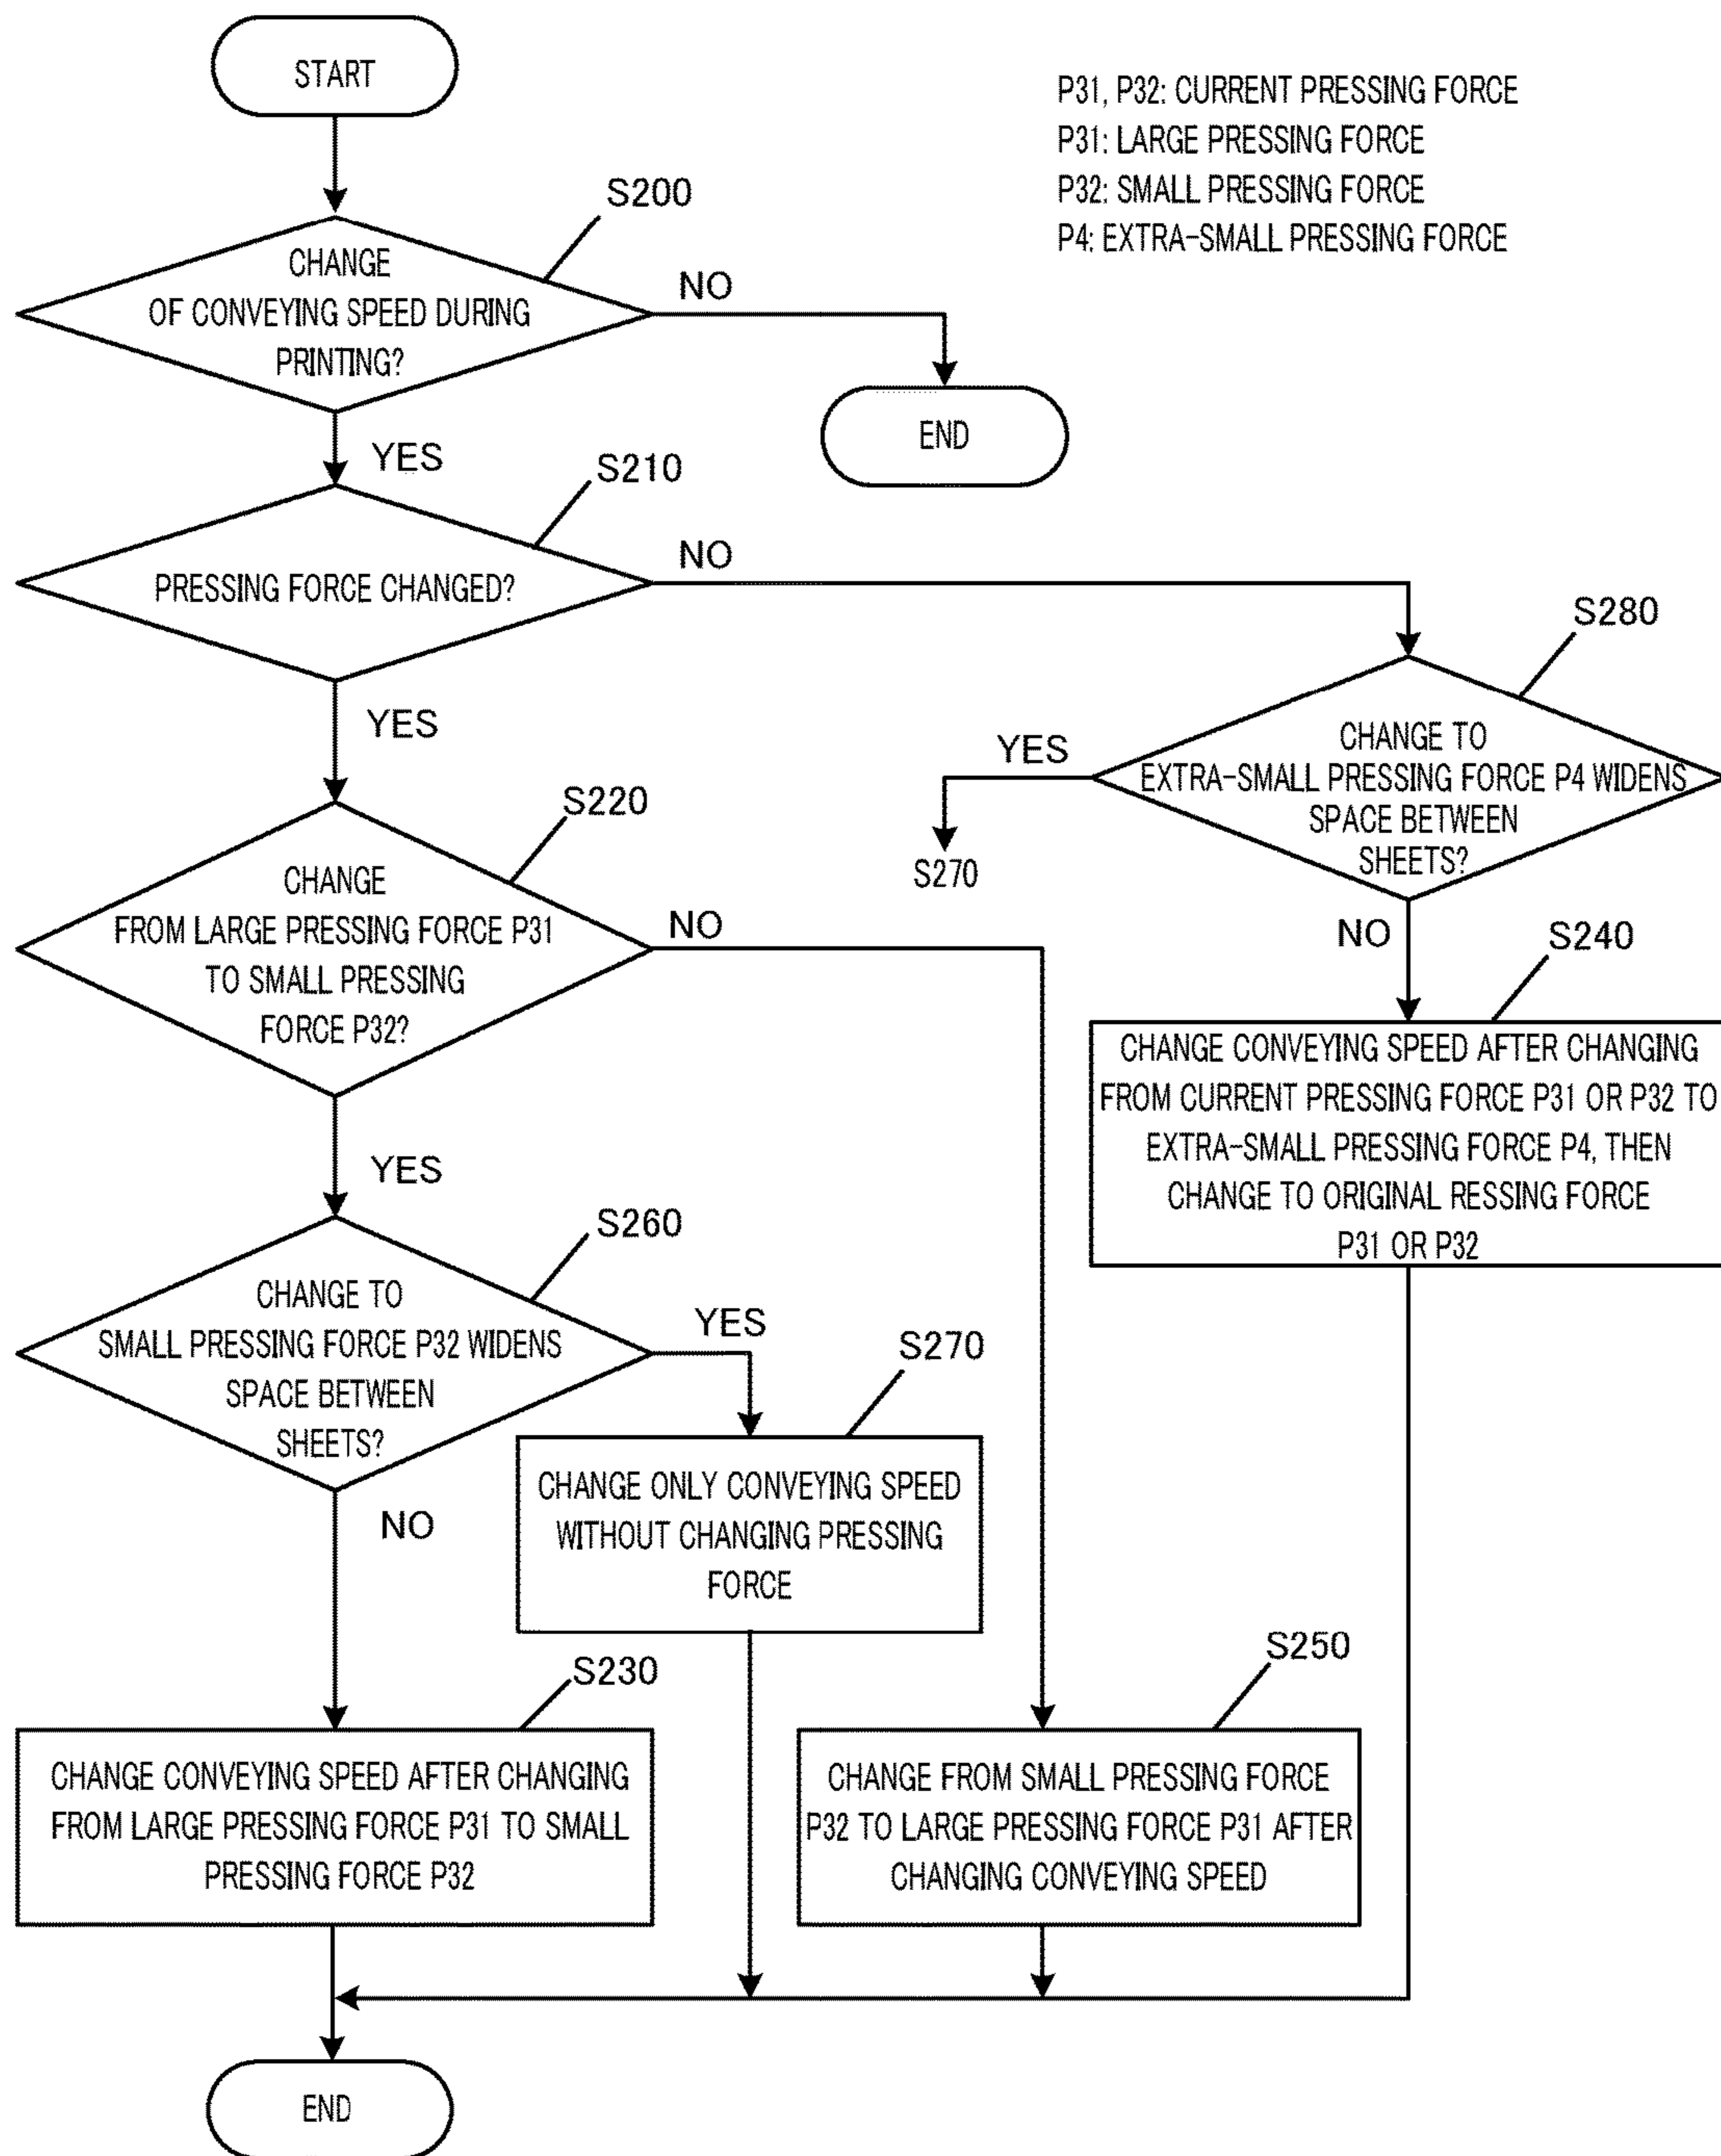 START
P31, P32: CURRENT PRESSING FORCE
P31: LARGE PRESSING FORCE
P32: SMALL PRESSING FORCE
P4: EXTRA-SMALL PRESSING FORCE
S200
CHANGE
OF CONVEYING SPEED DURING
PRINTING?
NO
END
YES
S210
PRESSING FORCE CHANGED?
NO
YES
S280
CHANGE TO
EXTRA-SMALL PRESSING FORCE P4 WIDENS
SPACE BETWEEN
SHEETS?
YES
S270
NO
S220
CHANGE
FROM LARGE PRESSING FORCE P31
TO SMALL PRESSING
FORCE P32?
NO
YES
S240
CHANGE CONVEYING SPEED AFTER CHANGING
FROM CURRENT PRESSING FORCE P31 OR P32 TO
EXTRA-SMALL PRESSING FORCE P4, THEN
CHANGE TO ORIGINAL RESSING FORCE
P31 OR P32
S260
CHANGE TO
SMALL PRESSING FORCE P32 WIDENS
SPACE BETWEEN
SHEETS?
YES
NO
S270
CHANGE ONLY CONVEYING SPEED
WITHOUT CHANGING PRESSING
FORCE
S230
CHANGE CONVEYING SPEED AFTER CHANGING
FROM LARGE PRESSING FORCE P31 TO SMALL
PRESSING FORCE P32
S250
CHANGE FROM SMALL PRESSING FORCE
P32 TO LARGE PRESSING FORCE P31 AFTER
CHANGING CONVEYING SPEED
END